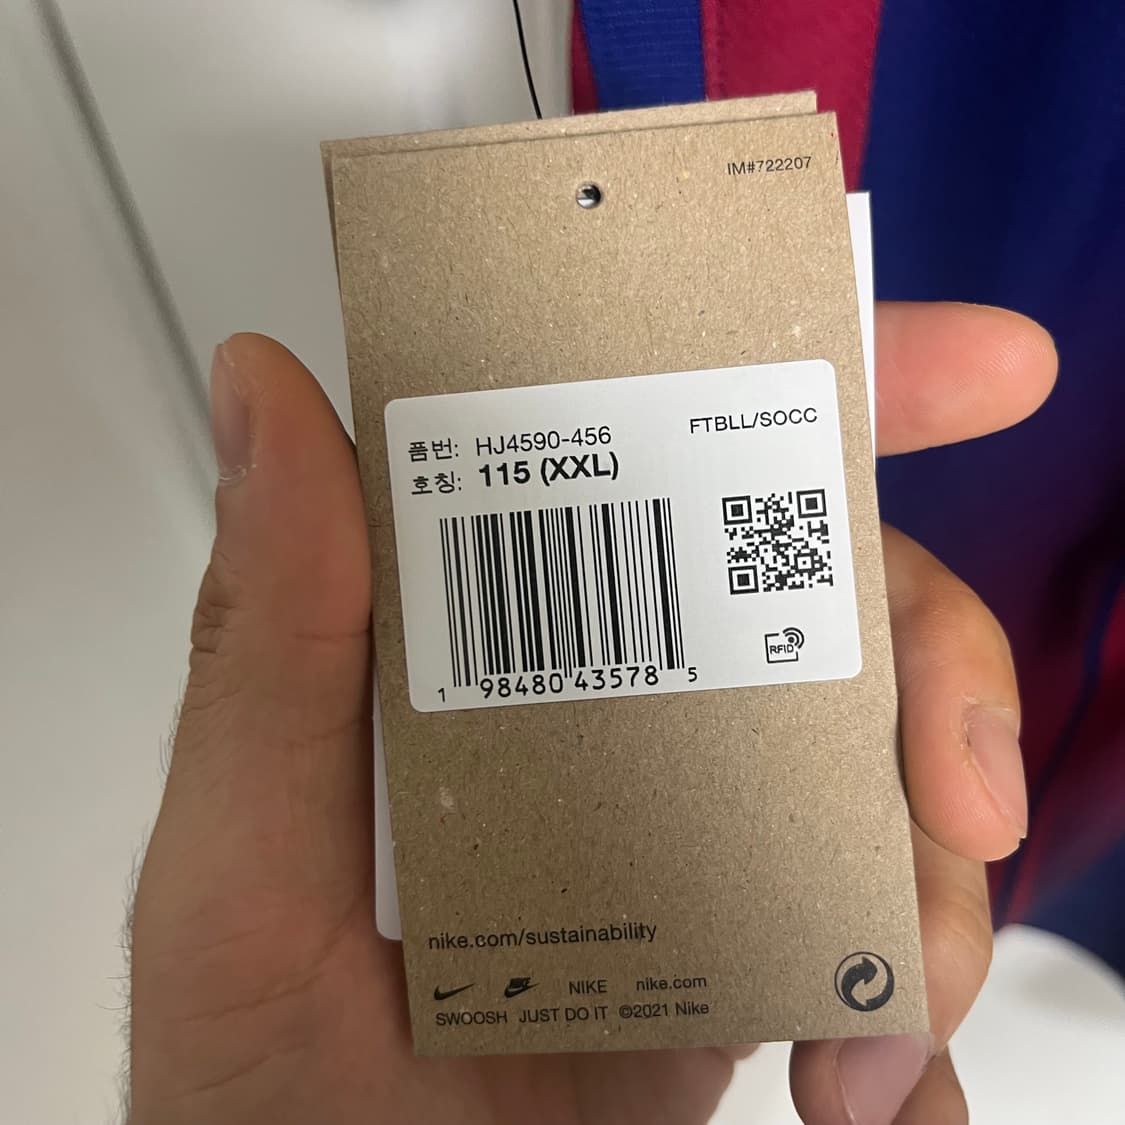 IM#722207
FTBLL/SOCC
품번: HJ4590-456
호칭: 115 (XXL)
1 98480 43578 5
RFID
nike.com/sustainability
NIKE nike.com
SWOOSH JUST DO IT ©2021 Nike